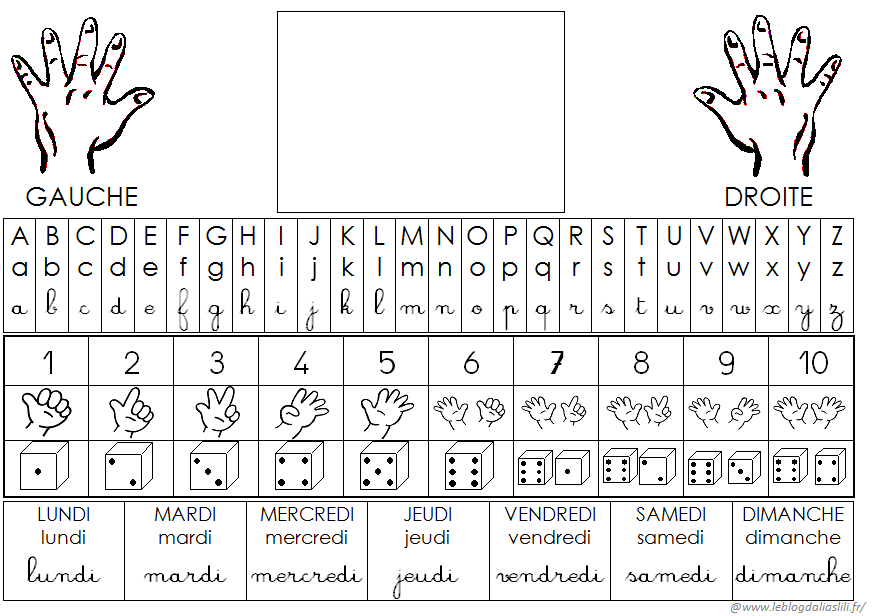 GAUCHE DROITE
A B C D E F G H I J K L M N O P Q R S T U V W X Y Z
a b c d e f g h i j k l m n o p q r s t u v w x y z
a b c d e f g h i j k l m n o p q r s t u v w x y z
1 2 3 4 5 6 7 8 9 10
LUNDI MARDI MERCREDI JEUDI VENDREDI SAMEDI DIMANCHE
lundi mardi mercredi jeudi vendredi samedi dimanche
lundi mardi mercredi jeudi vendredi samedi dimanche
@www.leblogdaliaslili.fr/